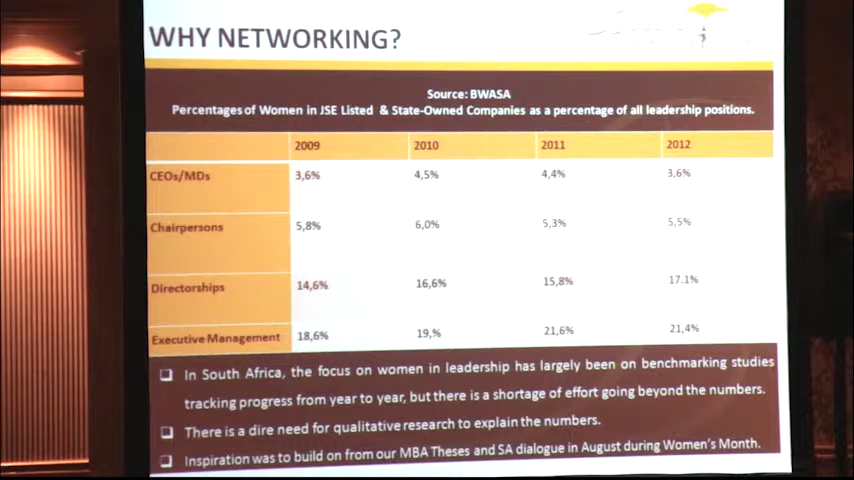 WHY NETWORKING?
Source: BWASA
Percentages of Women in JSE Listed & State-Owned Companies as a percentage of all leadership positions.
2009 2010 2011 2012
CEOs/MDs 3,6% 4,5% 4,4% 3,6%
Chairpersons 5,8% 6,0% 5,3% 5,5%
Directorships 14,6% 16,6% 15,8% 17.1%
Executive Management 18,6% 19,% 21,6% 21,4%
In South Africa, the focus on women in leadership has largely been on benchmarking studies
tracking progress from year to year, but there is a shortage of effort going beyond the numbers.
There is a dire need for qualitative research to explain the numbers.
Inspiration was to build on from our MBA Theses and SA dialogue in August during Women's Month.